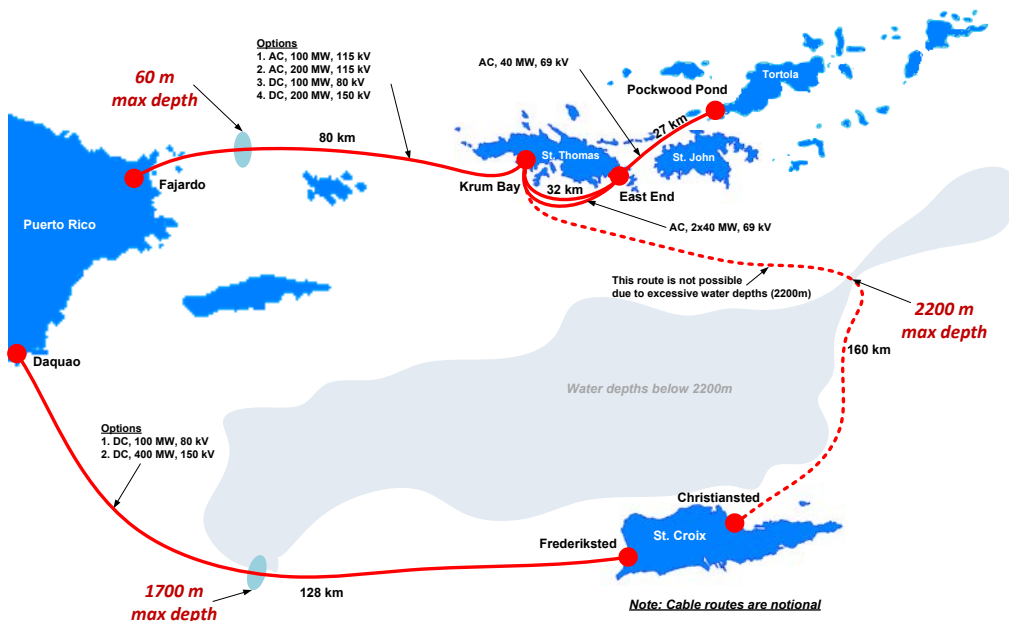 Options
1. AC, 100 MW, 115 kV
2. AC, 200 MW, 115 kV
3. DC, 100 MW, 80 kV
4. DC, 200 MW, 150 kV
60 m
max depth
AC, 40 MW, 69 kV
Tortola
Pockwood Pond
27 km
80 km
St. Thomas
St. John
Fajardo
Krum Bay
32 km
East End
Puerto Rico
AC, 2x40 MW, 69 kV
This route is not possible
due to excessive water depths (2200m)
2200 m
max depth
Daquao
160 km
Water depths below 2200m
Options
1. DC, 100 MW, 80 kV
2. DC, 400 MW, 150 kV
Christiansted
St. Croix
Frederiksted
1700 m
max depth
128 km
Note: Cable routes are notional